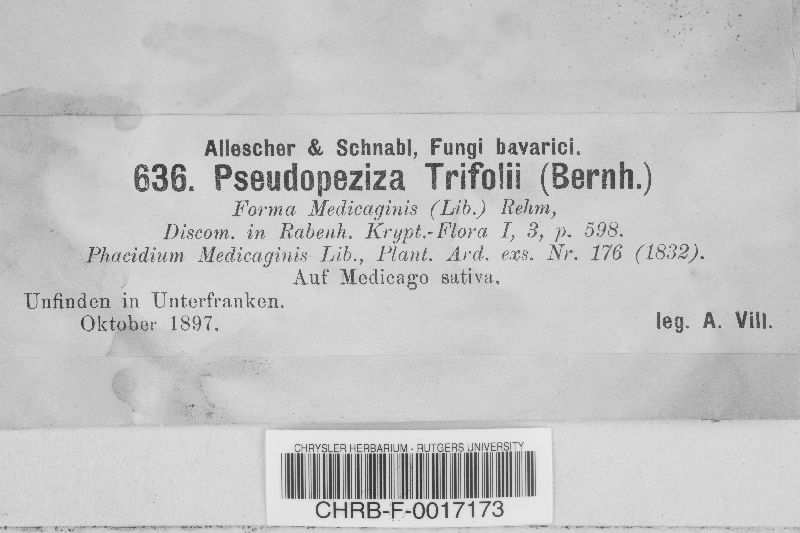 Allescher & Schnabl, Fungi bavarici.
636. Pseudopeziza Trifolii (Bernh.)
Forma Medicaginis (Lib.) Rehm,
Discom. in Rabenh. Krypt.-Flora I, 3, p. 598.
Phacidium Medicaginis Lib., Plant. Ard. exs. Nr. 176 (1832).
Auf Medicago sativa.
Unfinden in Unterfranken.
Oktober 1897.
leg. A. Vill.
CHRYSLER HERBARIUM - RUTGERS UNIVERSITY
CHRB-F-0017173